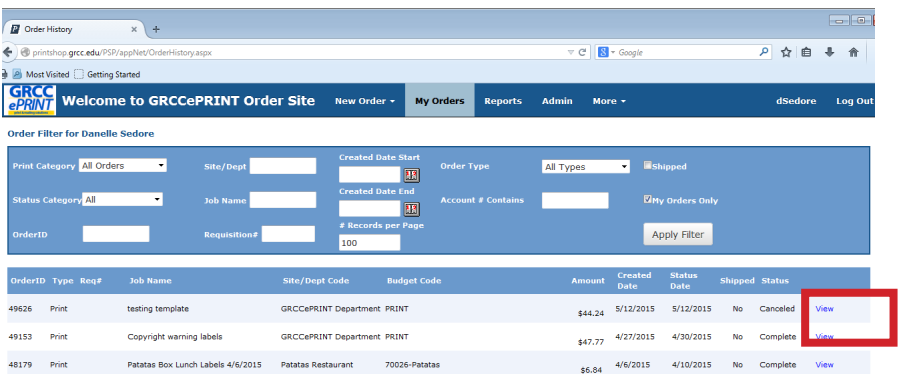 Order History × +
printshop.grcc.edu/PSP/appNet/OrderHistory.aspx Google
Most Visited Getting Started
GRCC ePRINT Welcome to GRCCePRINT Order Site New Order My Orders Reports Admin More dSedore Log Out
Order Filter for Danelle Sedore
Print Category All Orders Site/Dept Created Date Start Order Type All Types Shipped
Status Category All Job Name Created Date End Account # Contains My Orders Only
OrderID Requisition# # Records per Page 100 Apply Filter
OrderID Type Req# Job Name Site/Dept Code Budget Code Amount Created Date Status Date Shipped Status
49626 Print testing template GRCCePRINT Department PRINT $44.24 5/12/2015 5/12/2015 No Canceled View
49153 Print Copyright warning labels GRCCePRINT Department PRINT $47.77 4/27/2015 4/30/2015 No Complete View
48179 Print Patatas Box Lunch Labels 4/6/2015 Patatas Restaurant 70026-Patatas $6.84 4/6/2015 4/10/2015 No Complete View